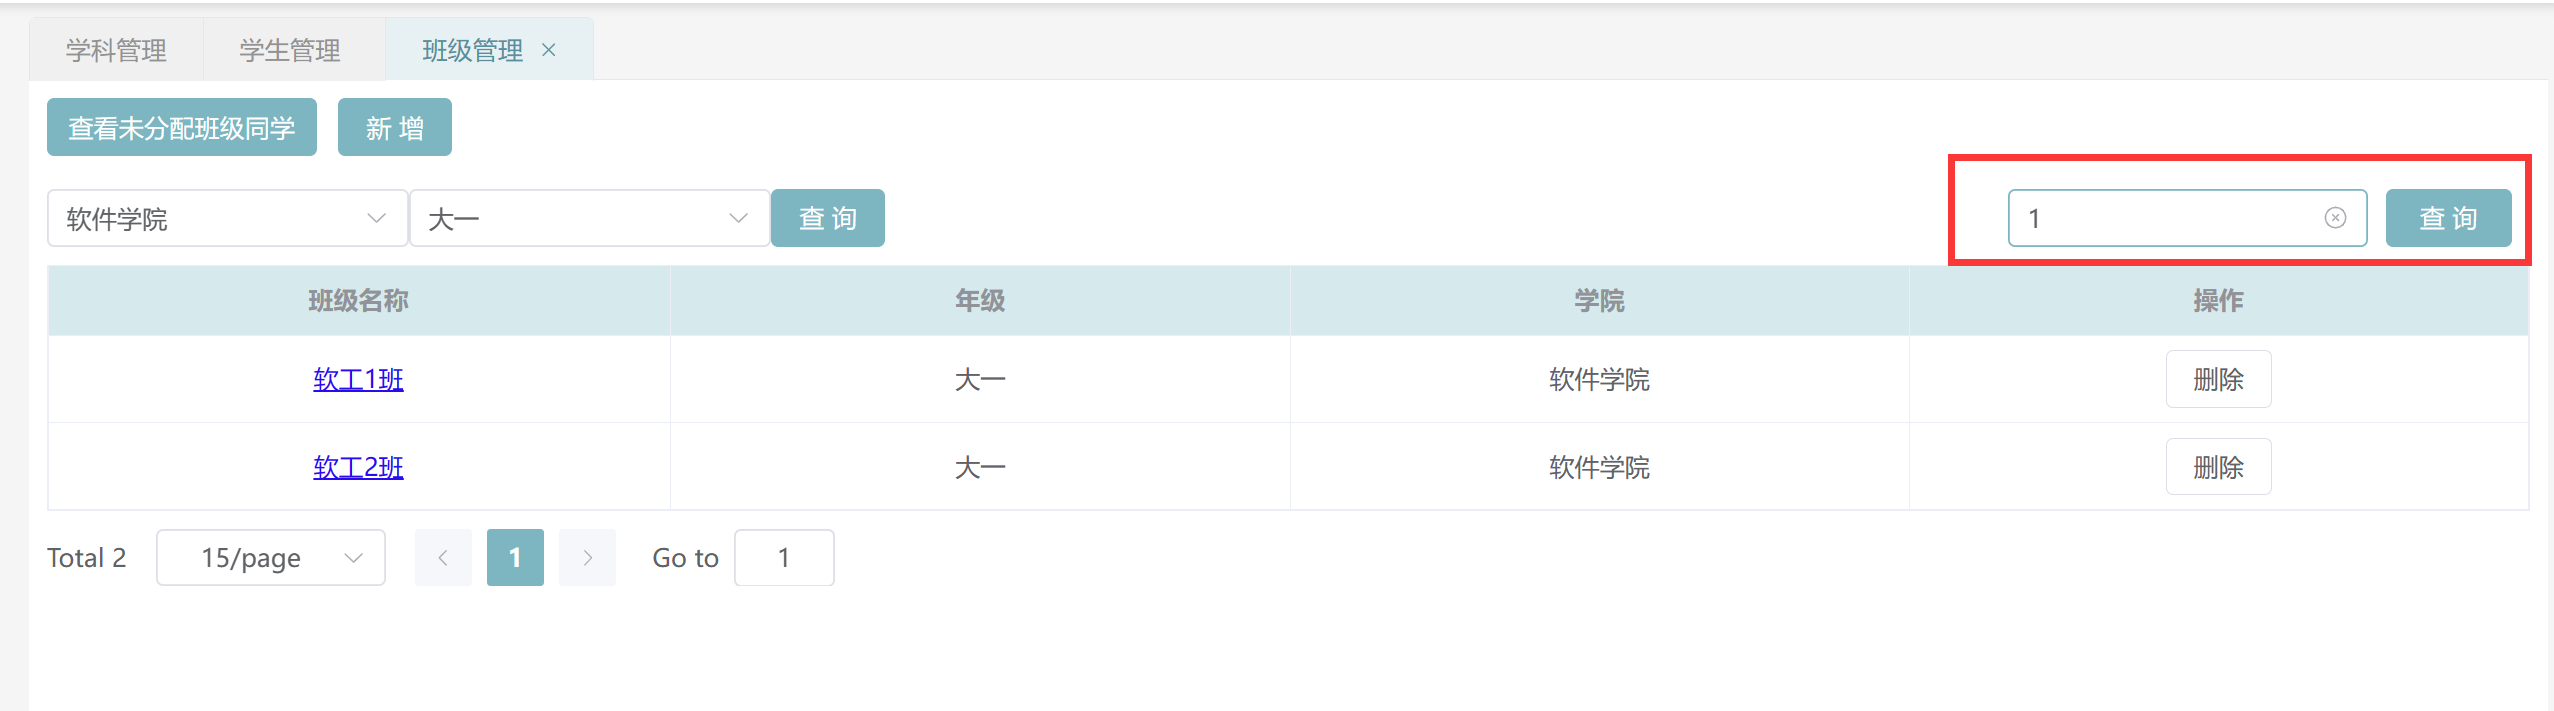 学科管理 学生管理 班级管理
查看未分配班级同学 新增
软件学院 大一 查询 1 查询
班级名称 年级 学院 操作
软工1班 大一 软件学院 删除
软工2班 大一 软件学院 删除
Total 2 15/page 1 Go to 1